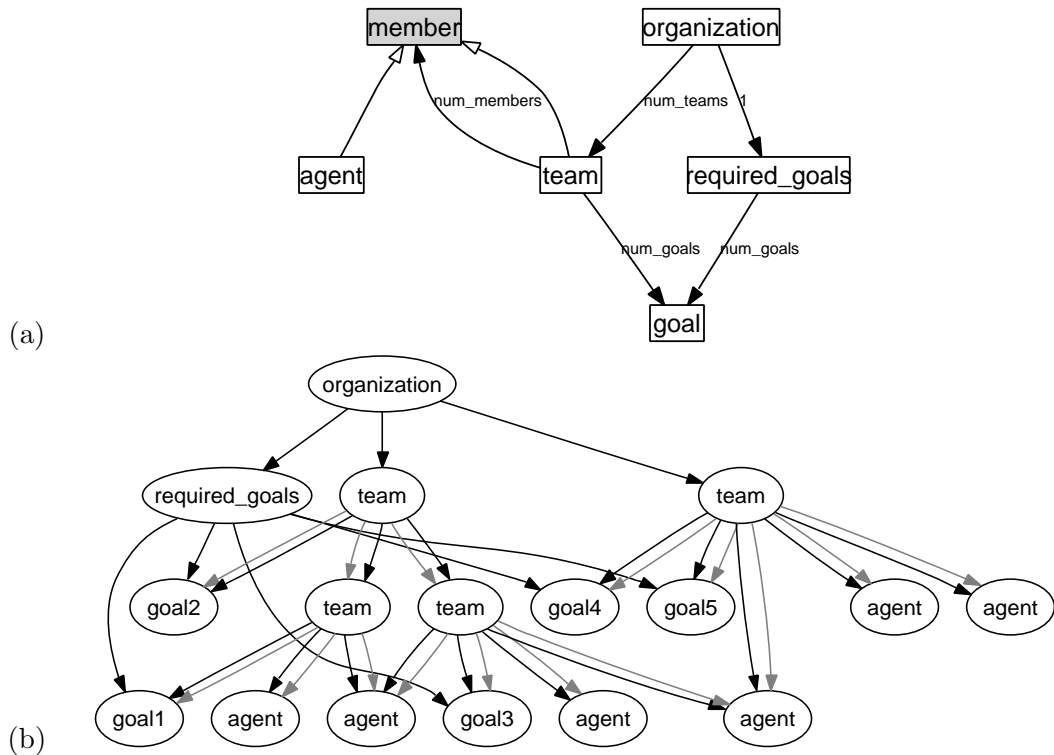 member organization
num_members num_teams 1
agent team required_goals
num_goals num_goals
goal
(a)
organization
required_goals team team
goal2 team team goal4 goal5 agent agent
goal1 agent agent goal3 agent agent
(b)